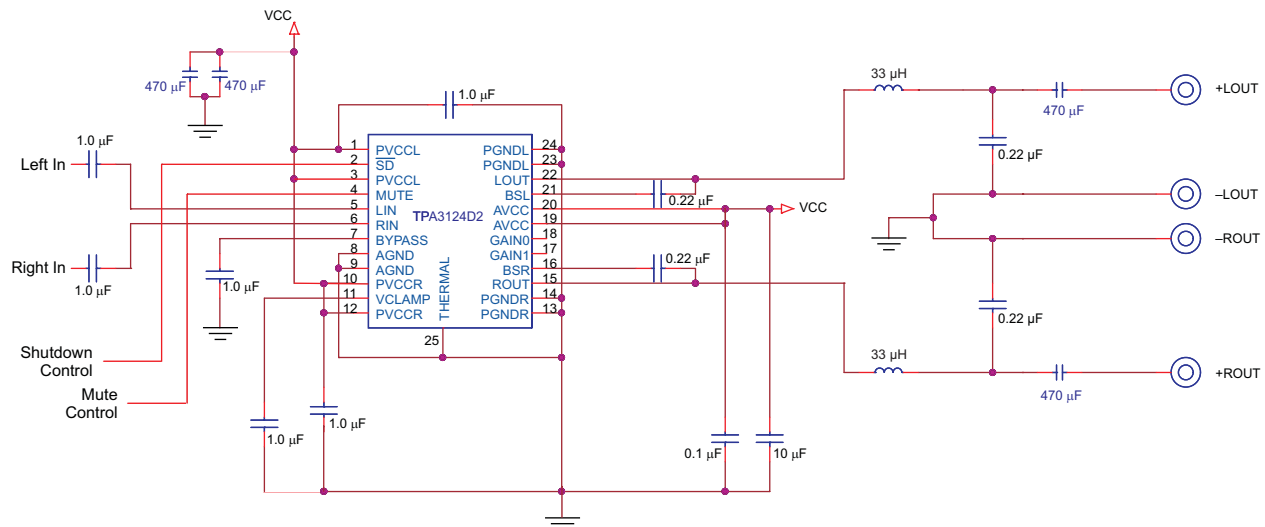 VCC
470 μF
470 μF
1.0 μF
1.0 μF
Left In
1
2
3
4
5
6
7
8
9
10
11
12
PVCCL
SD
PVCCL
MUTE
LIN
RIN
BYPASS
AGND
AGND
PVCCR
VCLAMP
PVCCR
TPA3124D2
THERMAL
25
PGNDL
PGNDL
LOUT
BSL
AVCC
AVCC
GAIN0
GAIN1
BSR
ROUT
PGNDR
PGNDR
24
23
22
21
20
19
18
17
16
15
14
13
Right In
1.0 μF
1.0 μF
Shutdown
Control
Mute
Control
1.0 μF
1.0 μF
0.22 μF
VCC
0.22 μF
0.1 μF
10 μF
33 μH
470 μF
+LOUT
0.22 μF
–LOUT
–ROUT
0.22 μF
33 μH
470 μF
+ROUT